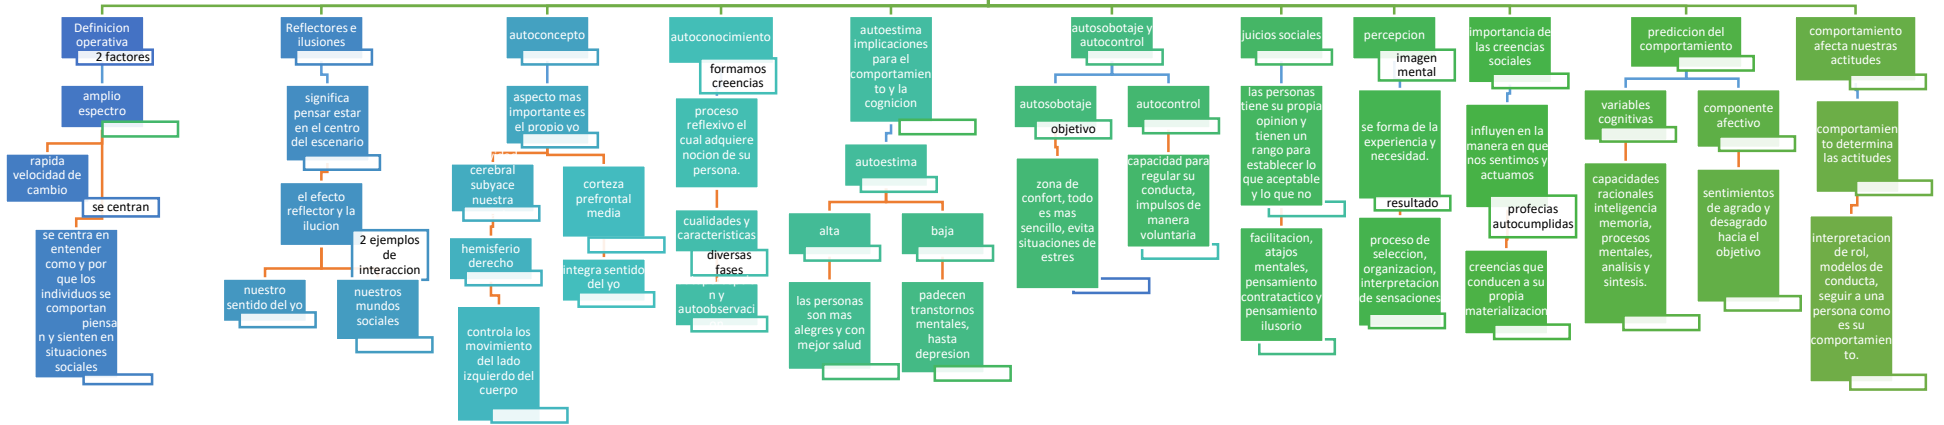 Definicion
operativa
2 factores
amplio
espectro
rapida
velocidad de
cambio
se centran
se centra en
entender
como y por
que los
individuos se
comportan
piensa
n y sienten en
situaciones
sociales
Reflectores e
ilusiones
significa
pensar estar
en el centro
del escenario
el efecto
reflector y la
ilucion
2 ejemplos
de
interaccion
nuestro
sentido del yo
nuestros
mundos
sociales
autoconcepto
aspecto mas
importante es
el propio yo
cerebral
subyace
nuestra
hemisferio
derecho
controla los
movimiento
del lado
izquierdo del
cuerpo
corteza
prefrontal
media
integra sentido
del yo
autoconocimiento
formamos
creencias
proceso
reflexivo el
cual adquiere
nocion de su
persona.
cualidades y
caracteristicas
diversas
fases
n y
autoobservaci
autoestima
implicaciones
para el
comportamien
to y la
cognicion
autoestima
alta
las personas
son mas
alegres y con
mejor salud
baja
padecen
transtornos
mentales,
hasta
depresion
autosobotaje y
autocontrol
autosobotaje
objetivo
zona de
confort, todo
es mas
sencillo, evita
situaciones de
estres
autocontrol
capacidad para
regular su
conducta,
impulsos de
manera
voluntaria
juicios sociales
las personas
tiene su propia
opinion y
tienen un
rango para
establecer lo
que aceptable
y lo que no
facilitacion,
atajos
mentales,
pensamiento
contratactico y
pensamiento
ilusorio
percepcion
imagen
mental
se forma de la
experiencia y
necesidad.
resultado
proceso de
seleccion,
organizacion,
interpretacion
de sensaciones
importancia de
las creencias
sociales
influyen en la
manera en que
nos sentimos y
actuamos
profecias
autocumplidas
creencias que
conducen a su
propia
materializacion
prediccion del
comportamiento
variables
cognitivas
capacidades
racionales
inteligencia
memoria,
procesos
mentales,
analisis y
sintesis.
componente
afectivo
sentimientos
de agrado y
desagrado
hacia el
objetivo
comportamiento
afecta nuestras
actitudes
comportamien
to determina
las actitudes
interpretacion
de rol,
modelos de
conducta,
seguir a una
persona como
es su
comportamien
to.